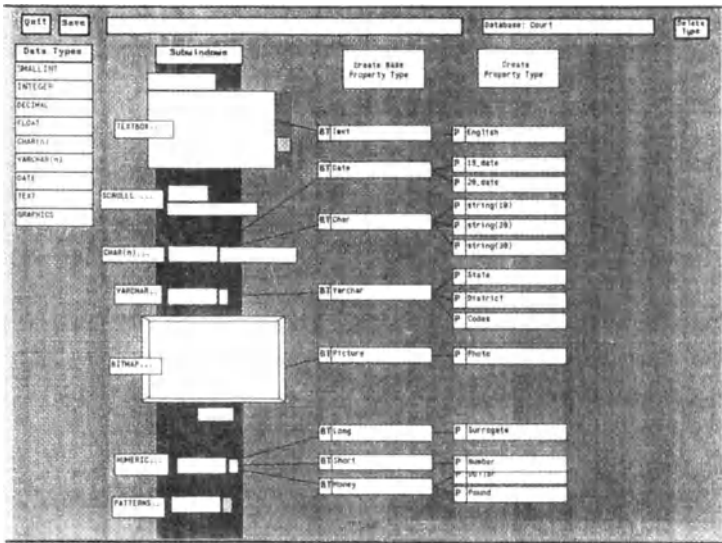 Quit
Save
Database: Court
Delete
Type
Data Types
SMALLINT
INTEGER
DECIMAL
FLOAT
CHAR(n)
VARCHAR(n)
DATE
TEXT
GRAPHICS
Subwindows
TEXTBOX..
SCROLLL ...
CHAR(n)...
VARCHAR..
BITMAP...
NUMERIC...
PATTERNS..
Create BASE
Property Type
BT Text
BT Date
BT Char
BT Varchar
BT Picture
BT Long
BT Short
BT Money
Create
Property Type
P English
P 19_date
P 20_date
P string(10)
P string(20)
P string(30)
P State
P District
P Codes
P Photo
P Surrogate
P Number
P Dollar
P Pound